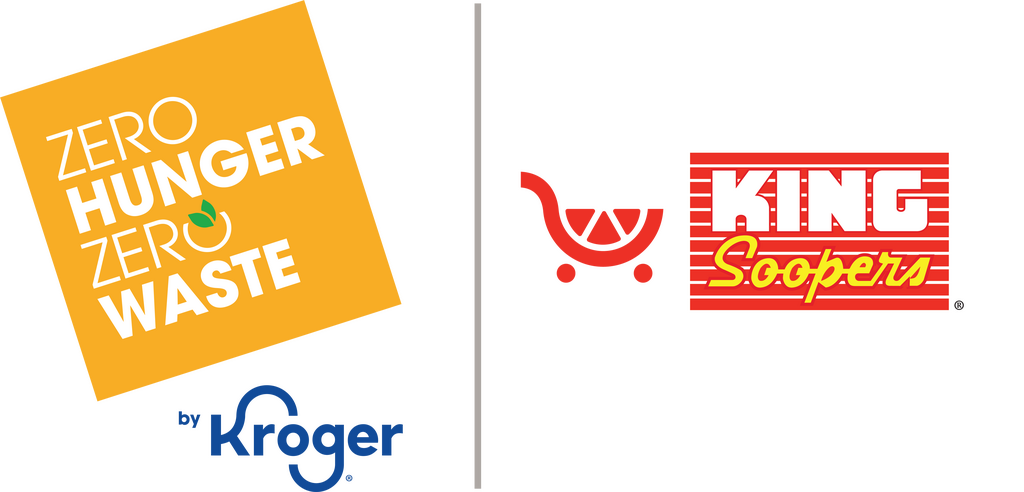 ZERO
HUNGER
ZERO
WASTE
by Kroger®
KING
Soopers®